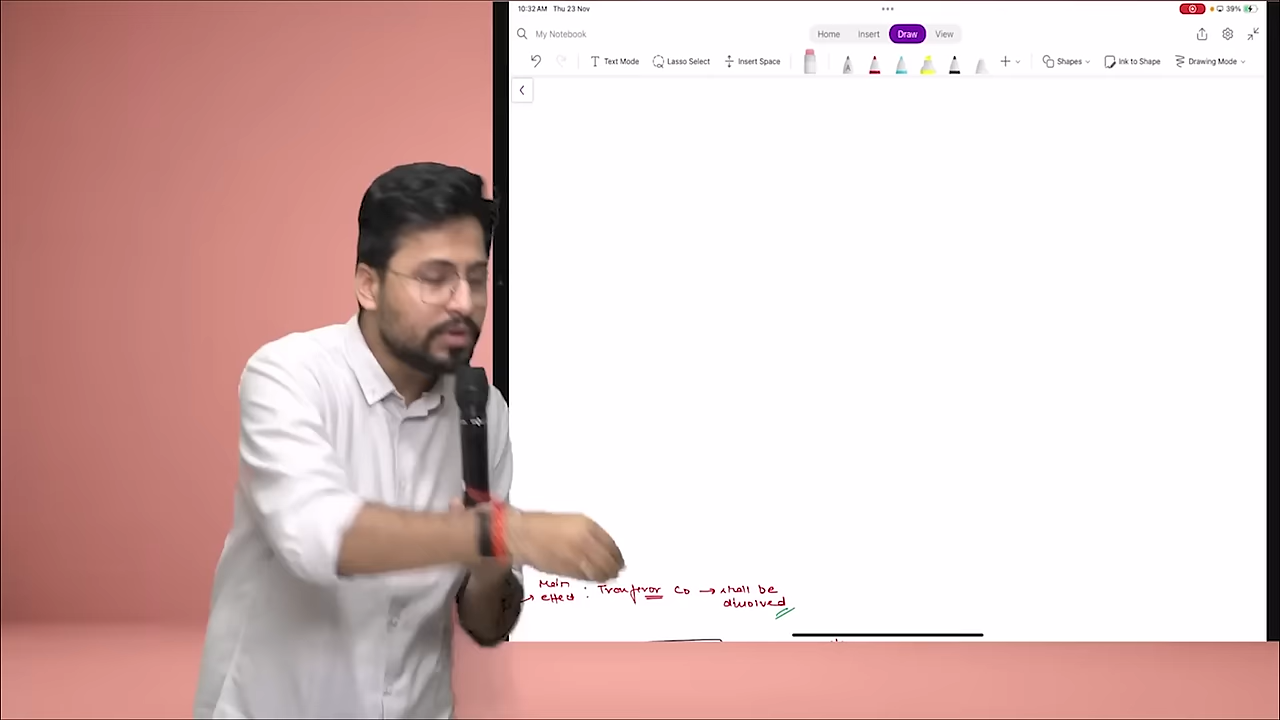 10:32 AM Thu 23 Nov
39%
My Notebook
Home Insert Draw View
Text Mode Lasso Select Insert Space Shapes Ink to Shape Drawing Mode
Main
→ effect : Transferor Co → shall be
dissolved